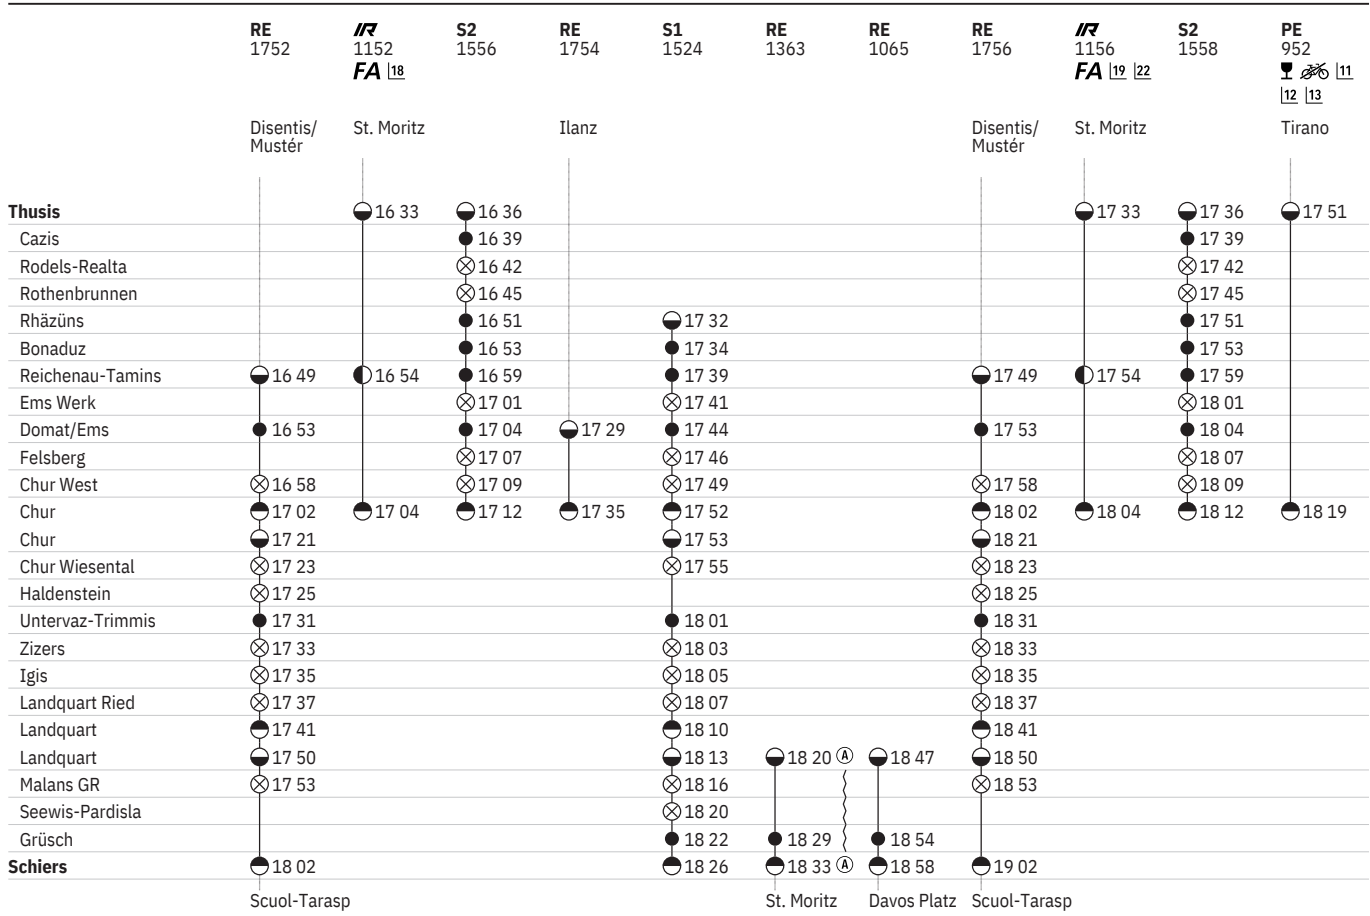 RE IR S2 RE S1 RE RE RE IR S2 PE
1752 1152 1556 1754 1524 1363 1065 1756 1156 1558 952
FA 18 FA 19 22 11
12 13
Disentis/ St. Moritz Ilanz Disentis/ St. Moritz Tirano
Mustér Mustér
Thusis 16 33 16 36 17 33 17 36 17 51
Cazis 16 39 17 39
Rodels-Realta 16 42 17 42
Rothenbrunnen 16 45 17 45
Rhäzüns 16 51 17 32 17 51
Bonaduz 16 53 17 34 17 53
Reichenau-Tamins 16 49 16 54 16 59 17 39 17 49 17 54 17 59
Ems Werk 17 01 17 41 18 01
Domat/Ems 16 53 17 04 17 29 17 44 17 53 18 04
Felsberg 17 07 17 46 18 07
Chur West 16 58 17 09 17 49 17 58 18 09
Chur 17 02 17 04 17 12 17 35 17 52 18 02 18 04 18 12 18 19
Chur 17 21 17 53 18 21
Chur Wiesental 17 23 17 55 18 23
Haldenstein 17 25 18 25
Untervaz-Trimmis 17 31 18 01 18 31
Zizers 17 33 18 03 18 33
Igis 17 35 18 05 18 35
Landquart Ried 17 37 18 07 18 37
Landquart 17 41 18 10 18 41
Landquart 17 50 18 13 18 20 A 18 47 18 50
Malans GR 17 53 18 16 18 53
Seewis-Pardisla 18 20
Grüsch 18 22 18 29 18 54
Schiers 18 02 18 26 18 33 A 18 58 19 02
Scuol-Tarasp St. Moritz Davos Platz Scuol-Tarasp